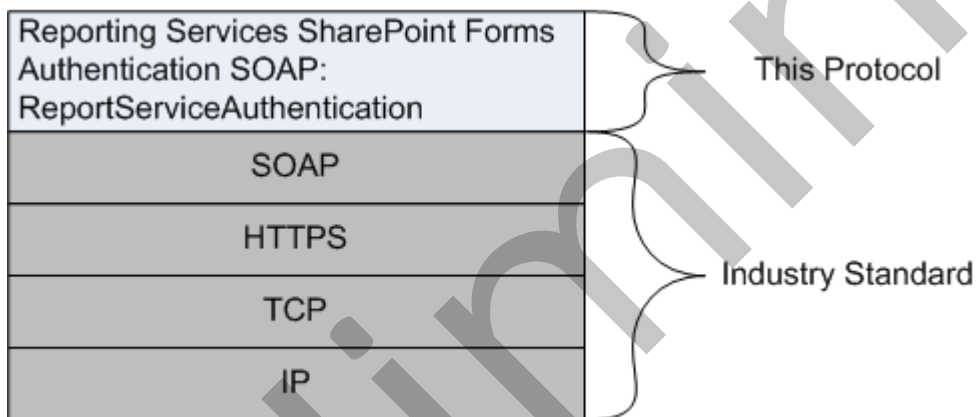 Reporting Services SharePoint Forms
Authentication SOAP:
ReportServiceAuthentication
This Protocol
SOAP
HTTPS
TCP
IP
Industry Standard